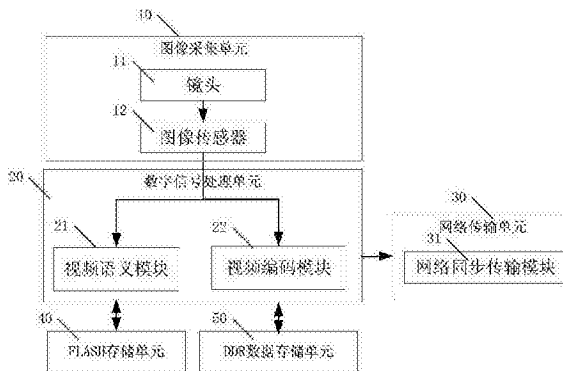 10
图像采集单元
11
镜头
12
图像传感器
20
数字信号处理单元
21
视频语义模块
22
视频编码模块
30
网络传输单元
31
网络同步传输模块
40
FLASH存储单元
50
DDR数据存储单元